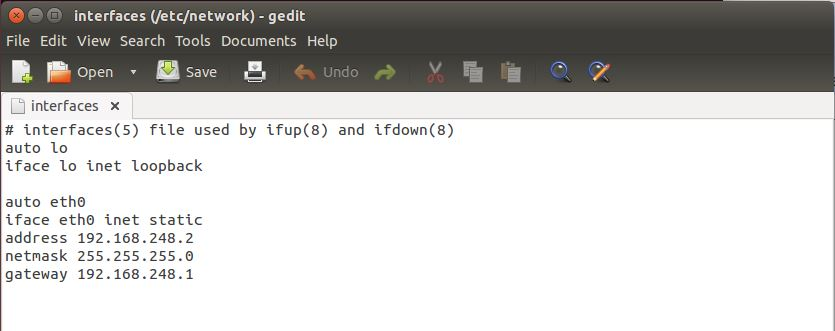 interfaces (/etc/network) - gedit
File Edit View Search Tools Documents Help
Open Save Undo
interfaces
# interfaces(5) file used by ifup(8) and ifdown(8)
auto lo
iface lo inet loopback

auto eth0
iface eth0 inet static
address 192.168.248.2
netmask 255.255.255.0
gateway 192.168.248.1